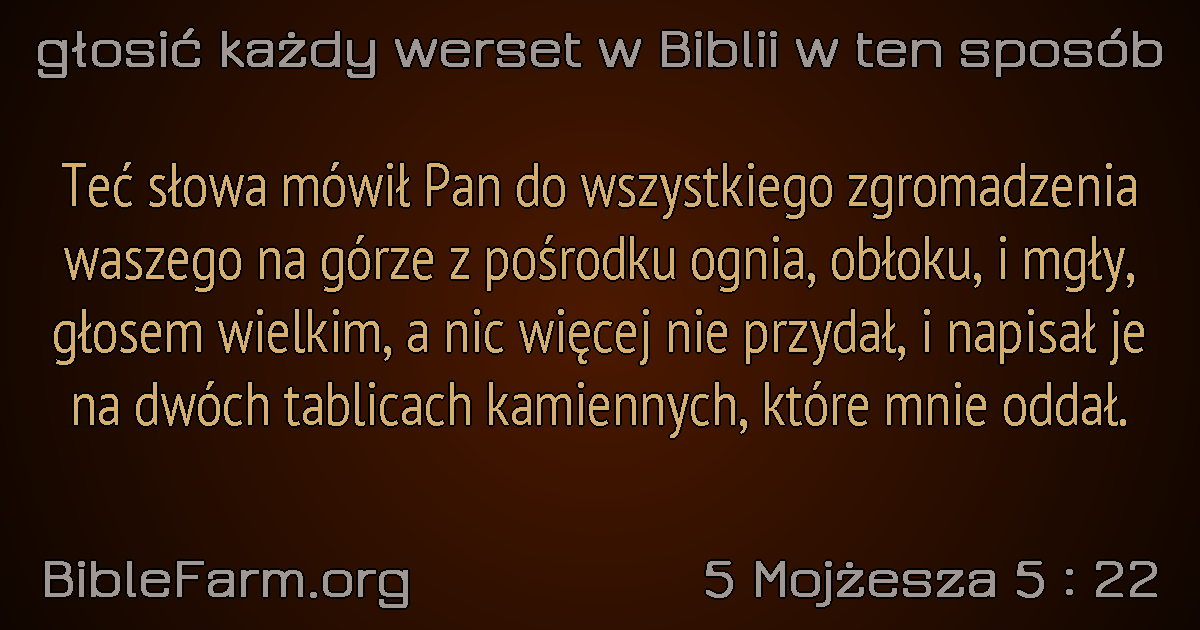 głosić każdy werset w Biblii w ten sposób
Teć słowa mówił Pan do wszystkiego zgromadzenia
waszego na górze z pośrodku ognia, obłoku, i mgły,
głosem wielkim, a nic więcej nie przydał, i napisał je
na dwóch tablicach kamiennych, które mnie oddał.
BibleFarm.org
5 Mojżesza 5 : 22